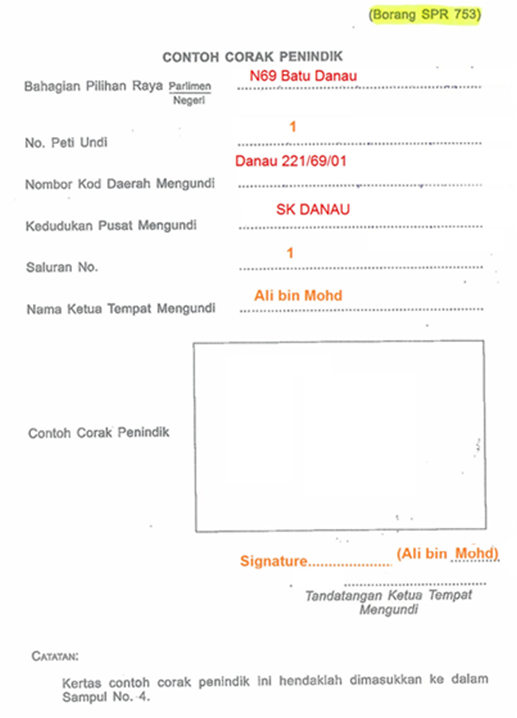 (Borang SPR 753)
CONTOH CORAK PENINDIK
Bahagian Pilihan Raya Parlimen N69 Batu Danau
Negeri
No. Peti Undi 1
Nombor Kod Daerah Mengundi Danau 221/69/01
Kedudukan Pusat Mengundi SK DANAU
Saluran No. 1
Nama Ketua Tempat Mengundi Ali bin Mohd
Contoh Corak Penindik
Signature..................... (Ali bin Mohd)
Tandatangan Ketua Tempat
Mengundi
CATATAN:
Kertas contoh corak penindik ini hendaklah dimasukkan ke dalam
Sampul No. 4.